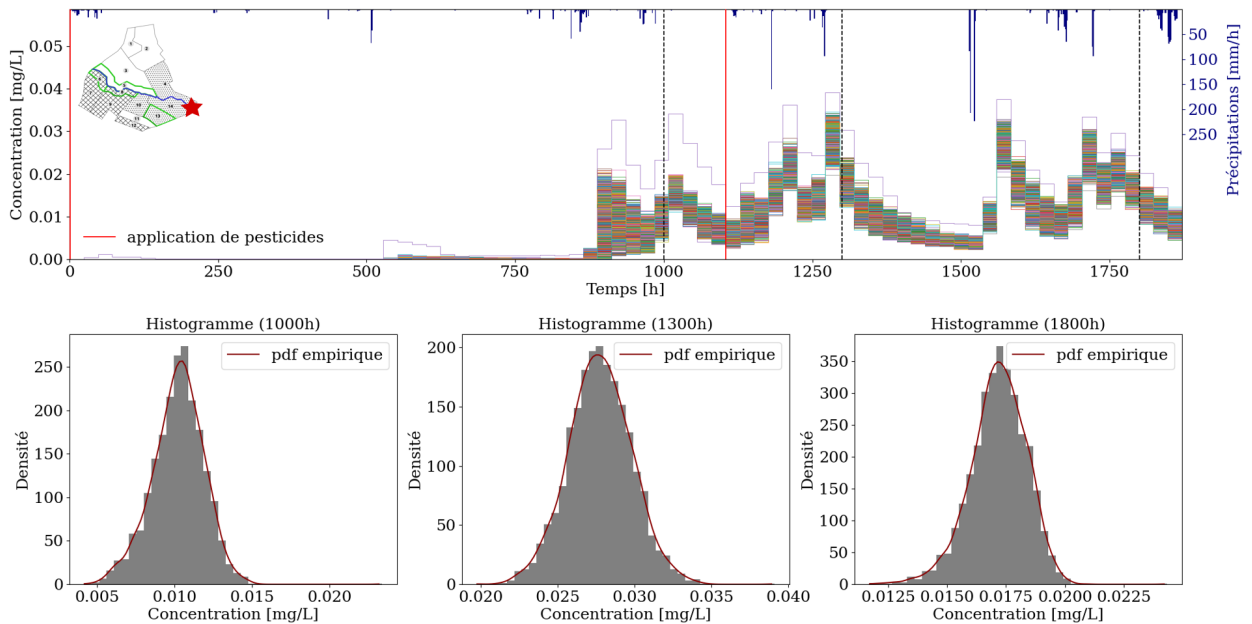 0.05
0.04
0.03
0.02
0.01
0.00
Concentration [mg/L]
50
100
150
200
250
Précipitations [mm/h]
application de pesticides
0 250 500 750 1000 1250 1500 1750
Temps [h]
Histogramme (1000h)
pdf empirique
250
200
150
100
50
0
Densité
0.005 0.010 0.015 0.020
Concentration [mg/L]
Histogramme (1300h)
pdf empirique
200
150
100
50
0
Densité
0.020 0.025 0.030 0.035 0.040
Concentration [mg/L]
Histogramme (1800h)
pdf empirique
350
300
250
200
150
100
50
0
Densité
0.0125 0.0150 0.0175 0.0200 0.0225
Concentration [mg/L]